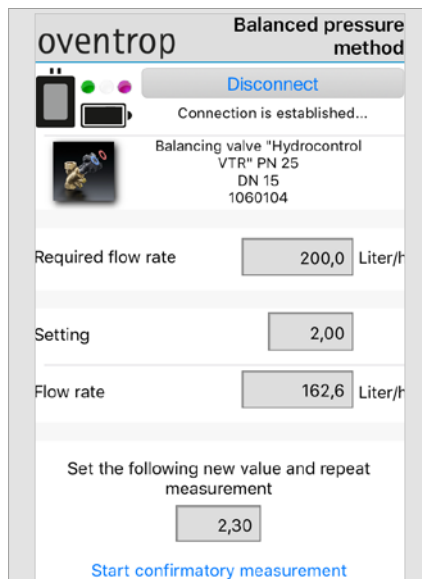 oventrop
Balanced pressure
method
Disconnect
Connection is established...
Balancing valve "Hydrocontrol
VTR" PN 25
DN 15
1060104
Required flow rate 200,0 Liter/h
Setting 2,00
Flow rate 162,6 Liter/h
Set the following new value and repeat
measurement
2,30
Start confirmatory measurement